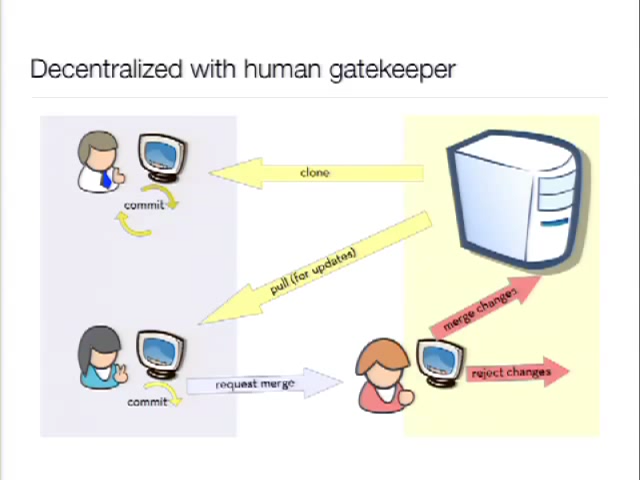 Decentralized with human gatekeeper
clone
commit
pull (for updates)
merge changes
request merge
reject changes
commit